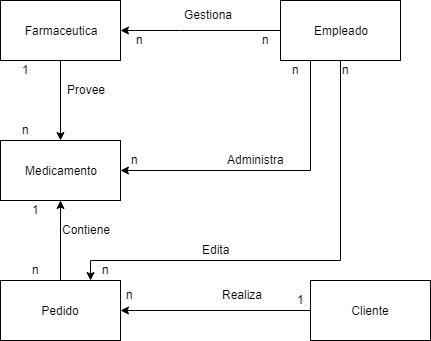 Gestiona
Farmaceutica
Empleado
n
n
1
n
n
Provee
n
n
Administra
Medicamento
1
Contiene
Edita
n
n
n
Realiza
1
Pedido
Cliente